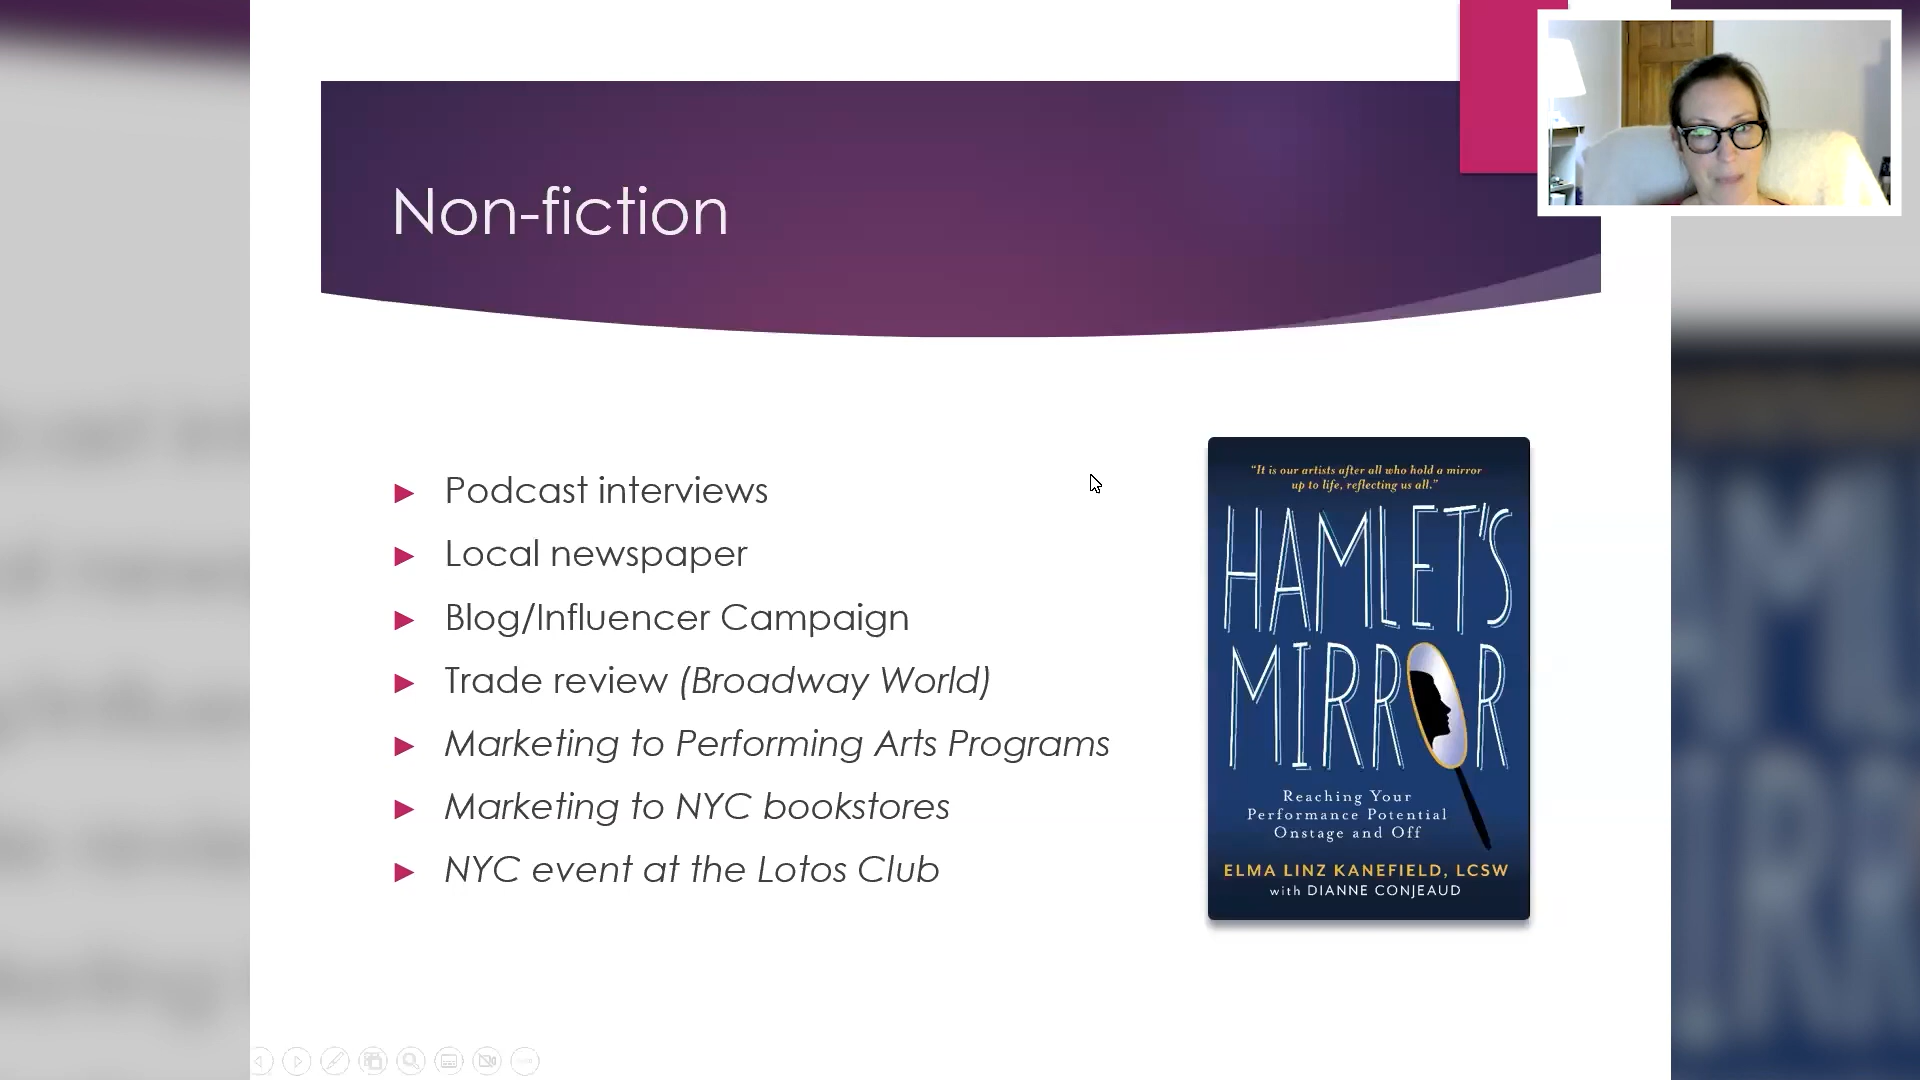 Non-fiction
Podcast interviews
Local newspaper
Blog/Influencer Campaign
Trade review (Broadway World)
Marketing to Performing Arts Programs
Marketing to NYC bookstores
NYC event at the Lotos Club
“It is our artists after all who hold a mirror
up to life, reflecting us all.”
HAMLET'S
MIRROR
Reaching Your
Performance Potential
Onstage and Off
ELMA LINZ KANEFIELD, LCSW
with DIANNE CONJEAUD